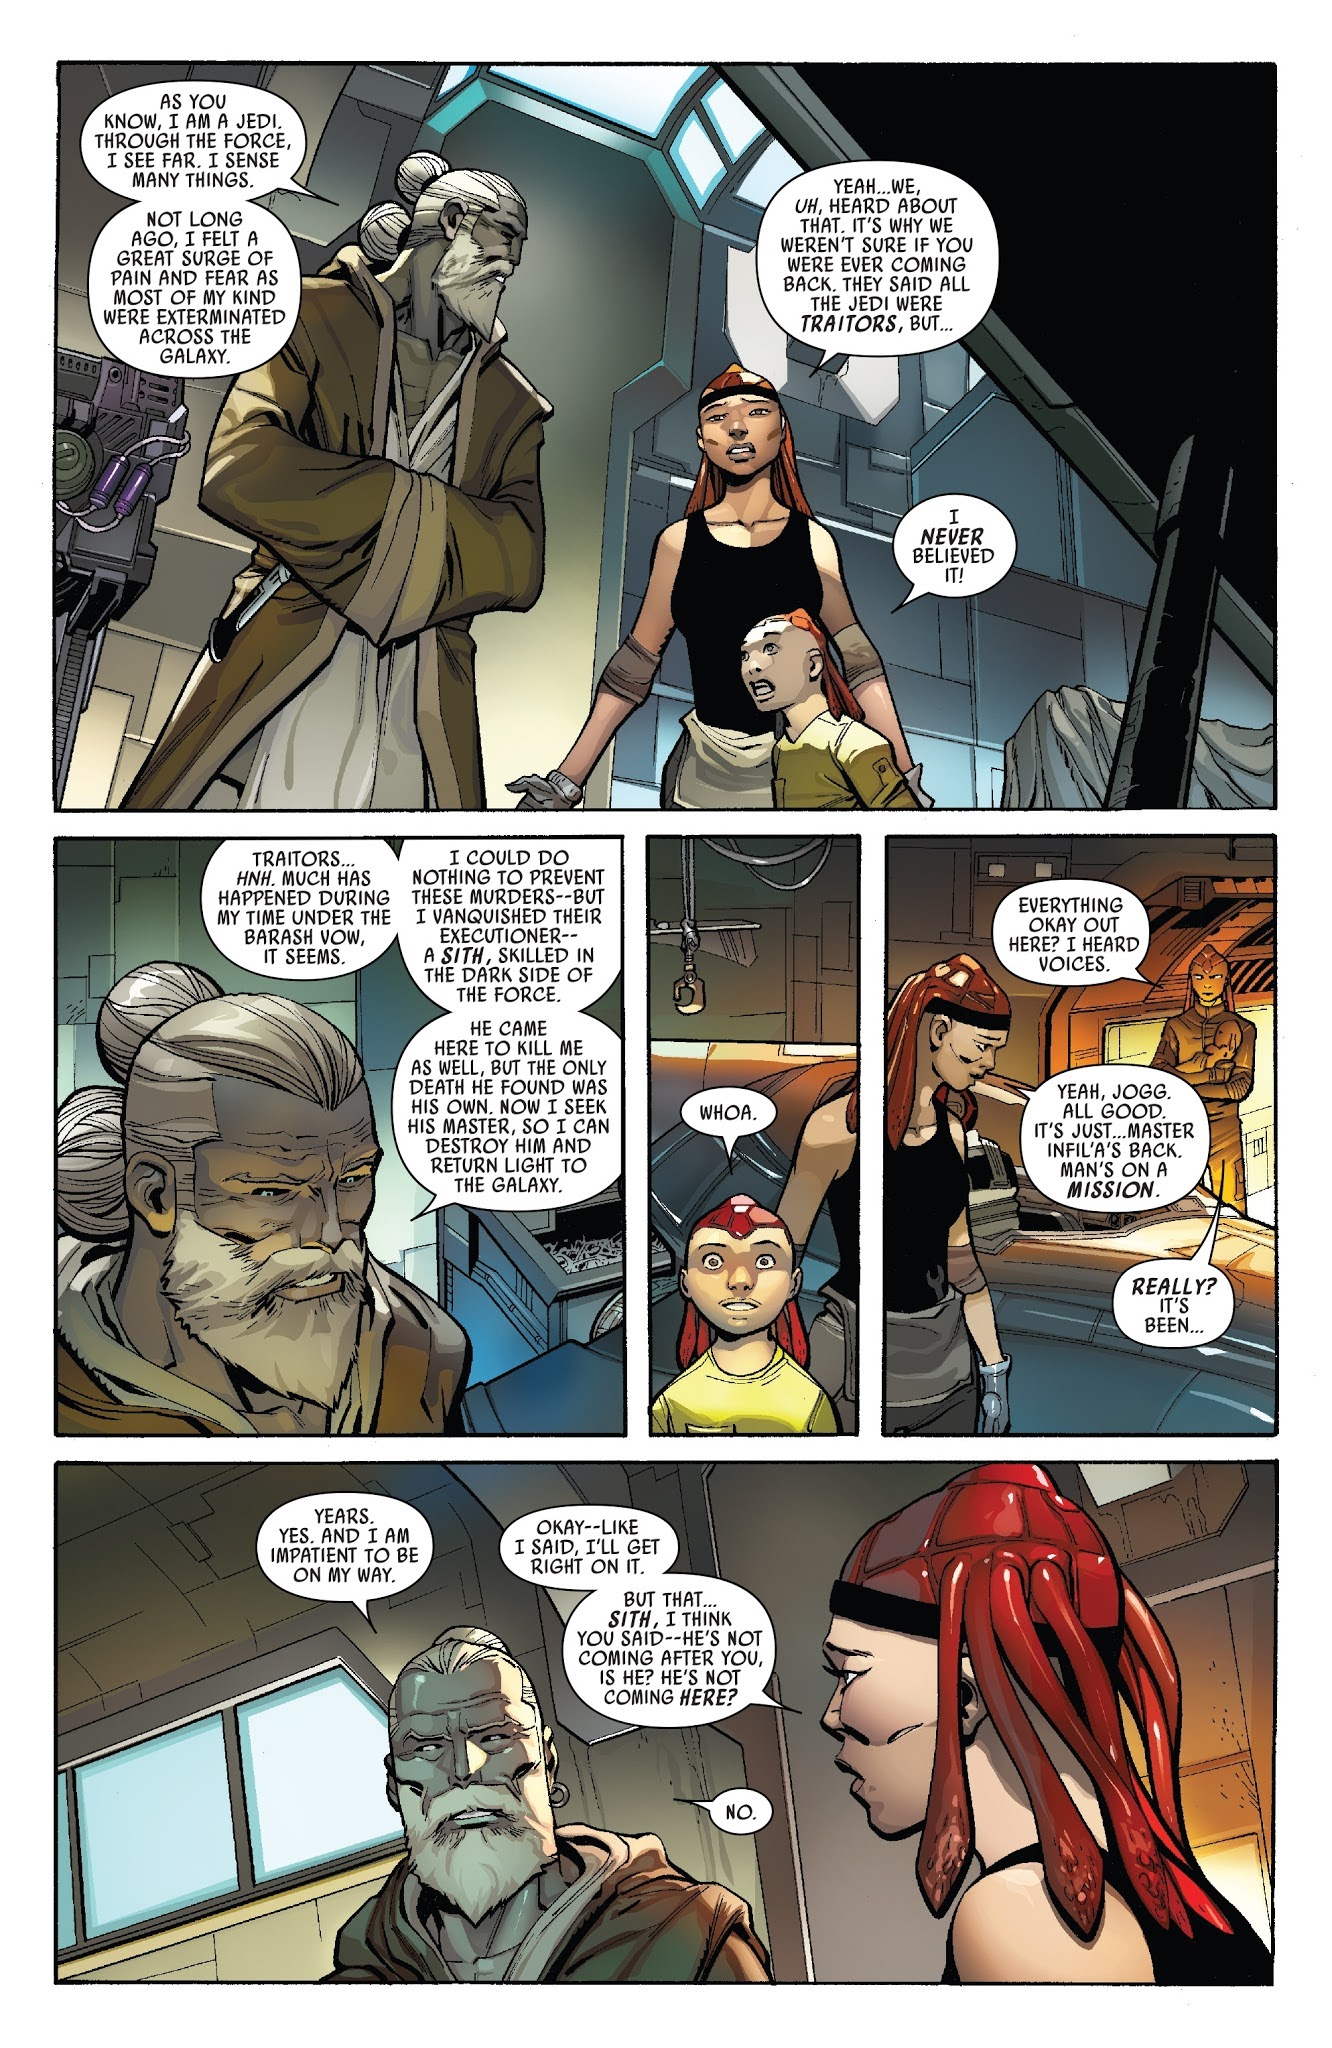 AS YOU
KNOW, I AM A JEDI.
THROUGH THE FORCE,
I SEE FAR. I SENSE
MANY THINGS.
NOT LONG
AGO, I FELT A
GREAT SURGE OF
PAIN AND FEAR AS
MOST OF MY KIND
WERE EXTERMINATED
ACROSS THE
GALAXY.
YEAH...WE,
UH, HEARD ABOUT
THAT. IT'S WHY WE
WEREN'T SURE IF YOU
WERE EVER COMING
BACK. THEY SAID ALL
THE JEDI WERE
TRAITORS, BUT...
I
NEVER
BELIEVED
IT!
TRAITORS...
HNH. MUCH HAS
HAPPENED DURING
MY TIME UNDER THE
BARASH VOW,
IT SEEMS.
I COULD DO
NOTHING TO PREVENT
THESE MURDERS--BUT
I VANQUISHED THEIR
EXECUTIONER--
A SITH, SKILLED IN
THE DARK SIDE OF
THE FORCE.
HE CAME
HERE TO KILL ME
AS WELL, BUT THE ONLY
DEATH HE FOUND WAS
HIS OWN. NOW I SEEK
HIS MASTER, SO I CAN
DESTROY HIM AND
RETURN LIGHT TO
THE GALAXY.
WHOA.
EVERYTHING
OKAY OUT
HERE? I HEARD
VOICES.
YEAH, JOGG.
ALL GOOD.
IT'S JUST...MASTER
INFIL'A'S BACK.
MAN'S ON A
MISSION.
REALLY?
IT'S
BEEN...
YEARS.
YES. AND I AM
IMPATIENT TO BE
ON MY WAY.
OKAY--LIKE
I SAID, I'LL GET
RIGHT ON IT.
BUT THAT...
SITH, I THINK
YOU SAID--HE'S NOT
COMING AFTER YOU,
IS HE? HE'S NOT
COMING HERE?
NO.